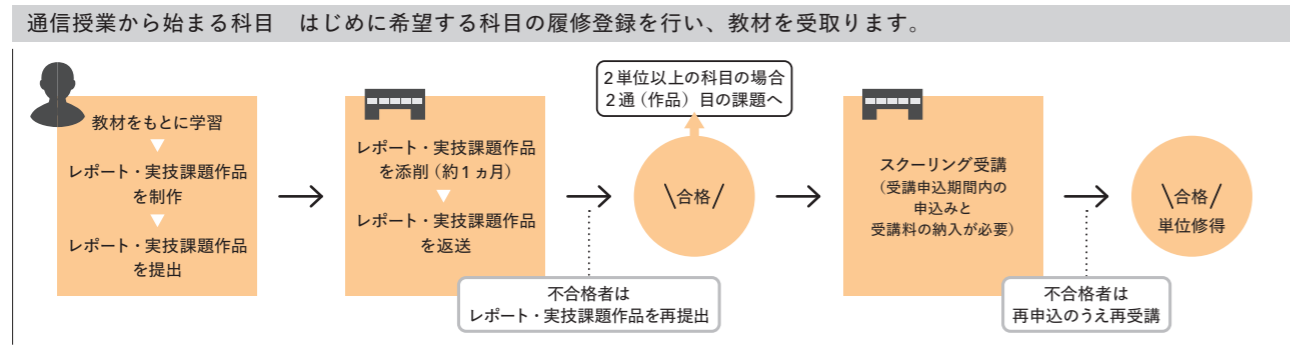 通信授業から始まる科目　はじめに希望する科目の履修登録を行い、教材を受取ります。
教材をもとに学習
レポート・実技課題作品
を制作
レポート・実技課題作品
を提出
レポート・実技課題作品
を添削（約1ヵ月）
レポート・実技課題作品
を返送
不合格者は
レポート・実技課題作品を再提出
2単位以上の科目の場合
2通（作品）目の課題へ
合格
スクーリング受講
（受講申込期間内の
申込みと
受講料の納入が必要）
不合格者は
再申込のうえ再受講
合格
単位修得